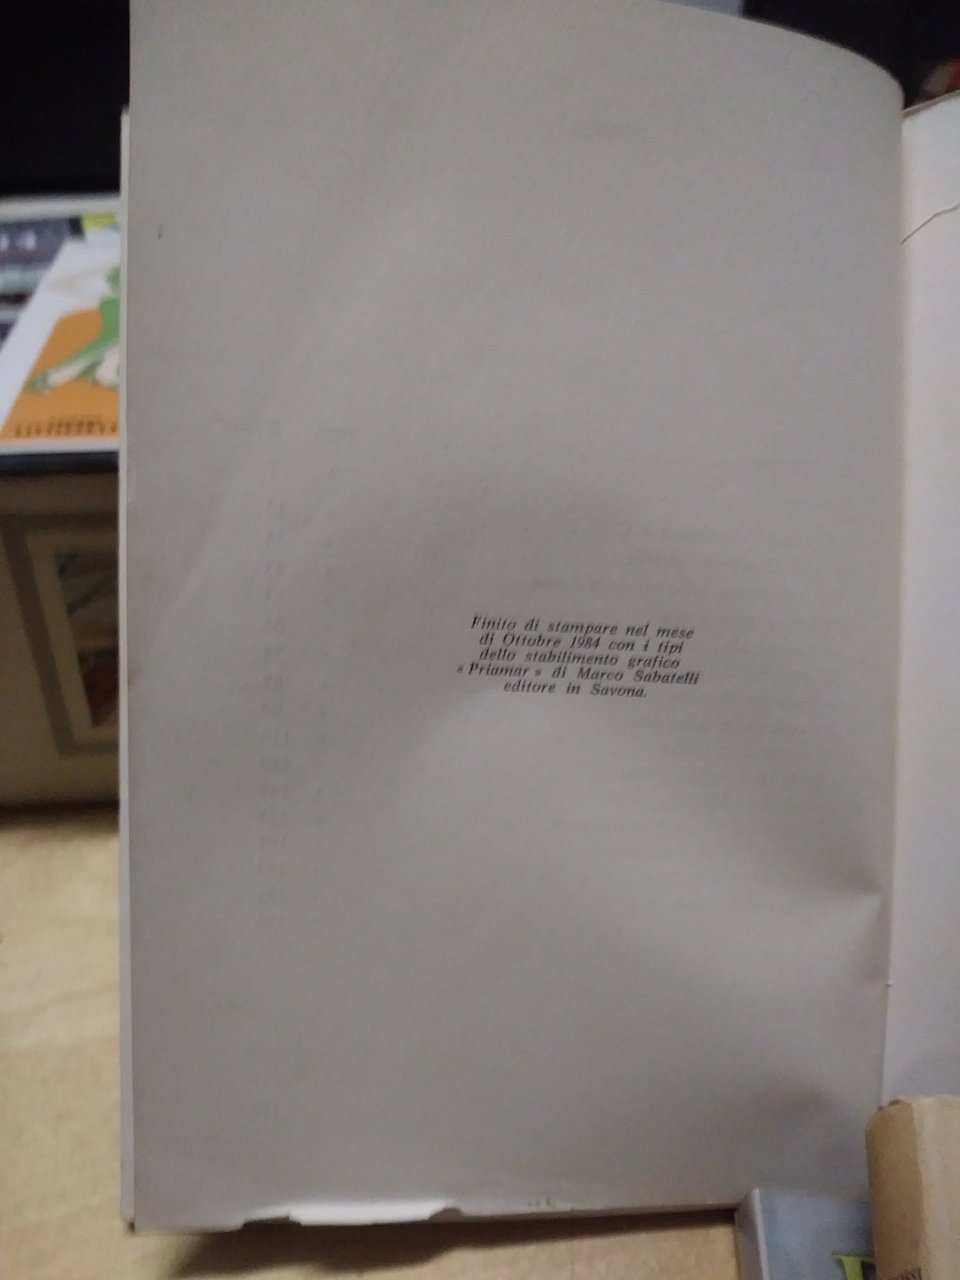 Finito di stampare nel mese
di Ottobre 1984 con i tipi
dello stabilimento grafico
« Priamar » di Marco Sabatelli
editore in Savona.